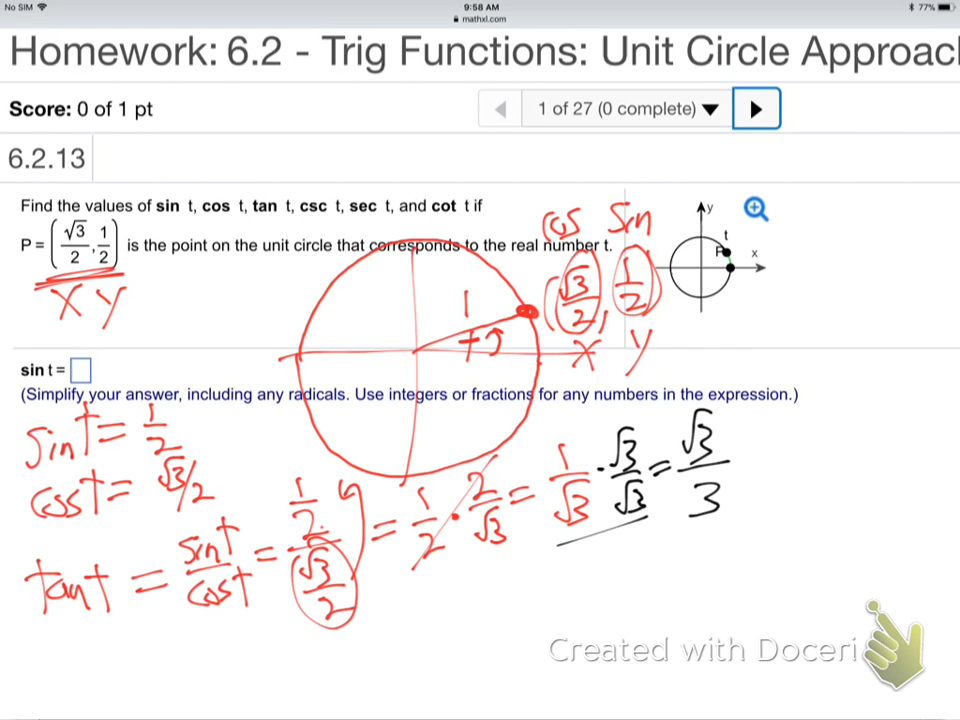 No SIM 9:58 AM 77%
mathxl.com
Homework: 6.2 - Trig Functions: Unit Circle Approac
Score: 0 of 1 pt
1 of 27 (0 complete)
6.2.13
Find the values of sin t, cos t, tan t, csc t, sec t, and cot t if
P = (√3/2, 1/2) is the point on the unit circle that corresponds to the real number t.
y
t
P
x
cos sin
(√3/2, 1/2)
x y
X Y
1
t
sin t =
(Simplify your answer, including any radicals. Use integers or fractions for any numbers in the expression.)
sin t = 1/2
cos t = √3/2
tan t = sin t / cos t = (1/2)/(√3/2) = 1/2 · 2/√3 = 1/√3 · √3/√3 = √3/3
Created with Doceri